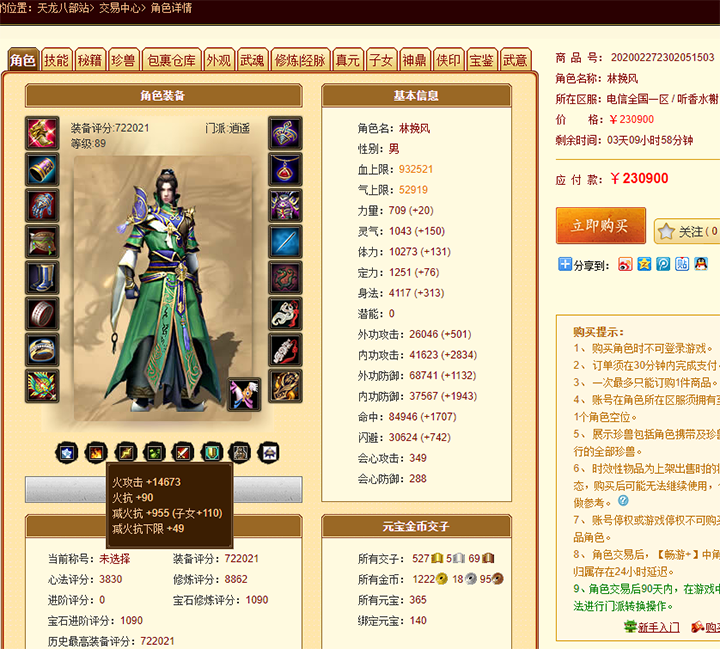 的位置：天龙八部站> 交易中心> 角色详情
角色 技能 秘籍 珍兽 包裹仓库 外观 武魂 修炼/经脉 真元 子女 神鼎 侠印 宝鉴 武意
角色装备
装备评分:722021 门派:逍遥
等级:89
火攻击 +14673
火抗 +90
减火抗 +955 (子女+110)
减火抗下限 +49
当前称号：未选择 装备评分：722021
心法评分：3830 修炼评分：8862
进阶评分：0 宝石修炼评分：1090
宝石进阶评分：1090
历史最高装备评分：722021
基本信息
角色名：林挽风
性别：男
血上限：932521
气上限：52919
力量：709 (+20)
灵气：1043 (+150)
体力：10273 (+131)
定力：1251 (+76)
身法：4117 (+313)
潜能：0
外功攻击：26046 (+501)
内功攻击：41623 (+2834)
外功防御：68741 (+1132)
内功防御：37567 (+1943)
命中：84946 (+1707)
闪避：30624 (+742)
会心攻击：349
会心防御：288
元宝金币交子
所有交子：527 5 69
所有金币：1222 18 95
所有元宝：365
绑定元宝：140
商 品 号：202002272302051503
角色名称：林挽风
所在区服：电信全国一区 / 听香水榭
价 格：￥230900
剩余时间：03天09小时58分钟
应 付 款：￥230900
立即购买 关注 ( 0
分享到：
购买提示：
1、购买角色时不可登录游戏。
2、订单须在30分钟内完成支付
3、一次最多只能订购1件商品。
4、账号在角色所在区服须拥有
1个角色空位。
5、展示珍兽包括角色携带及珍
行的全部珍兽。
6、时效性物品为上架出售时的
态，购买后可能无法继续使用，
做参考。
7、账号停权或游戏停权不可购
品角色。
8、角色交易后，【畅游+】中角
归属存在24小时延迟。
9、角色交易后90天内，在游戏中
法进行门派转换操作。
新手入门 购